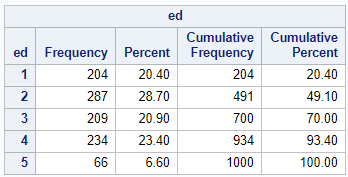 ed
ed Frequency Percent Cumulative Frequency Cumulative Percent
1 204 20.40 204 20.40
2 287 28.70 491 49.10
3 209 20.90 700 70.00
4 234 23.40 934 93.40
5 66 6.60 1000 100.00